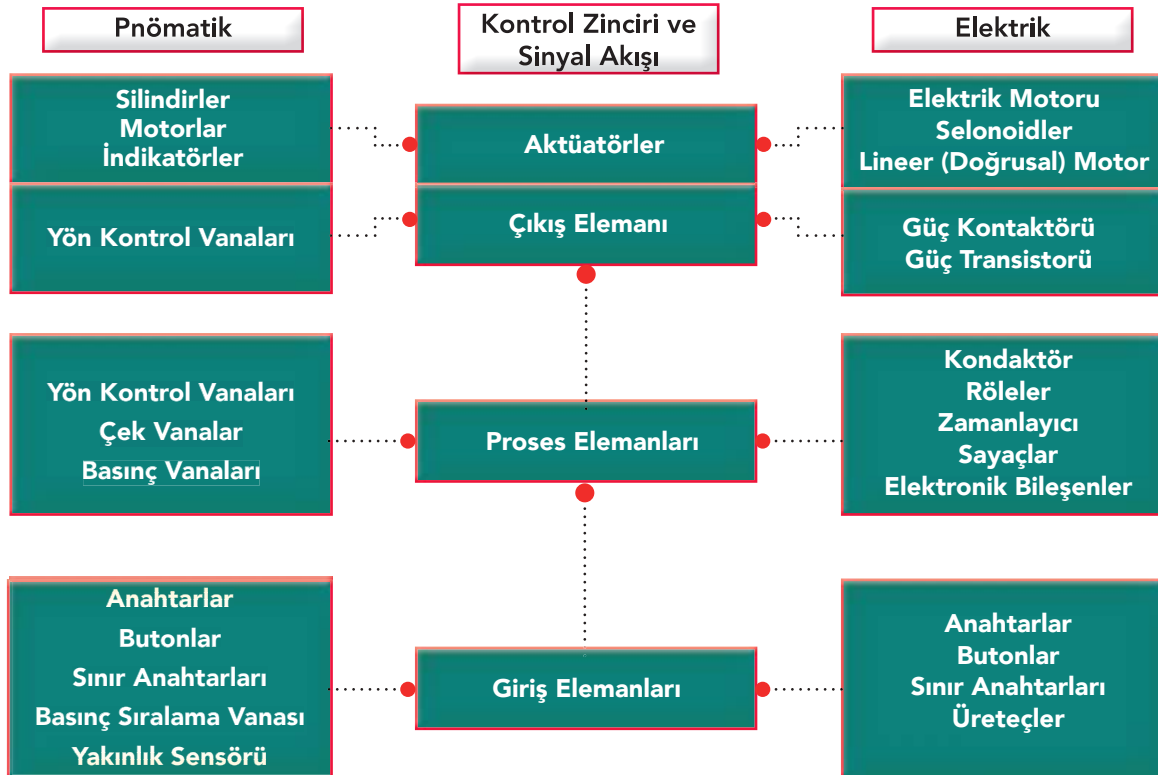 Pnömatik
Kontrol Zinciri ve
Sinyal Akışı
Elektrik
Silindirler
Motorlar
İndikatörler
Aktüatörler
Elektrik Motoru
Selonoidler
Lineer (Doğrusal) Motor
Yön Kontrol Vanaları
Çıkış Elemanı
Güç Kontaktörü
Güç Transistorü
Yön Kontrol Vanaları
Çek Vanalar
Basınç Vanaları
Proses Elemanları
Kondaktör
Röleler
Zamanlayıcı
Sayaçlar
Elektronik Bileşenler
Anahtarlar
Butonlar
Sınır Anahtarları
Basınç Sıralama Vanası
Yakınlık Sensörü
Giriş Elemanları
Anahtarlar
Butonlar
Sınır Anahtarları
Üreteçler